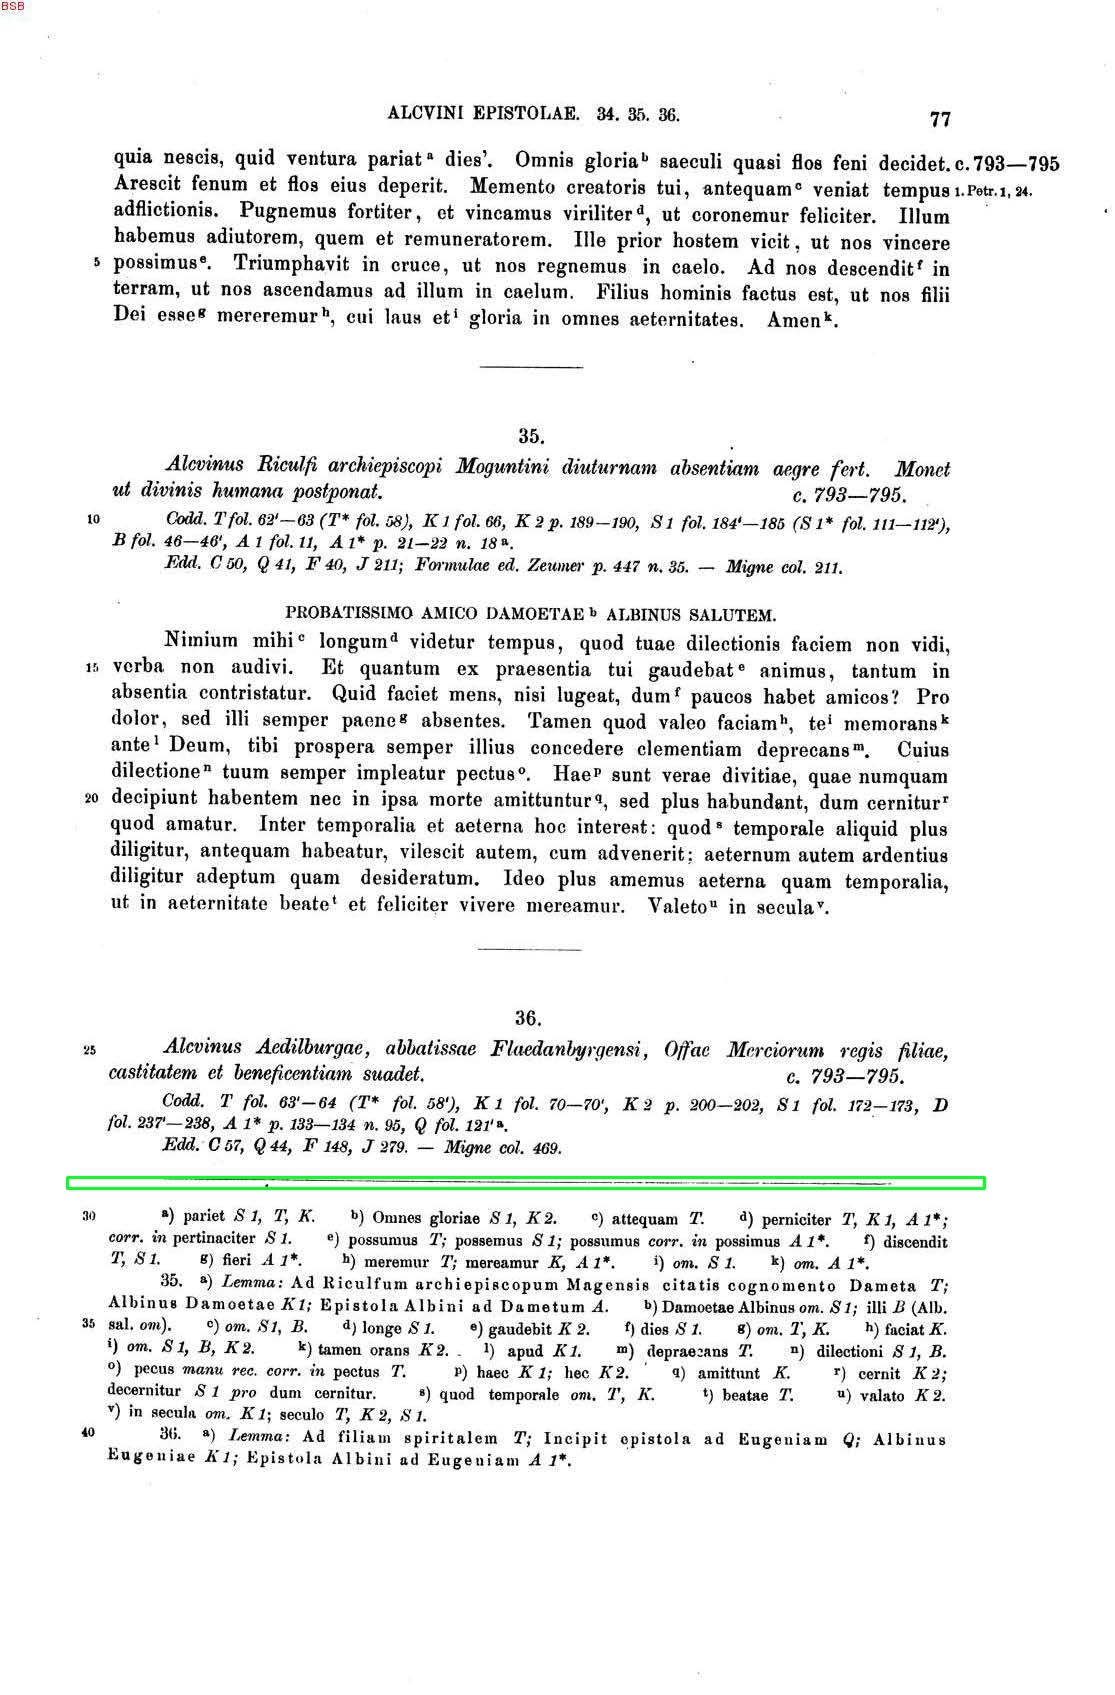 BSB
ALCVINI EPISTOLAE. 34. 35. 36. 77
quia nescis, quid ventura pariat a dies'. Omnis gloria b saeculi quasi flos feni decidet. c. 793—795
Arescit fenum et flos eius deperit. Memento creatoris tui, antequam c veniat tempus 1. Petr. 1, 24.
adflictionis. Pugnemus fortiter, et vincamus viriliter d, ut coronemur feliciter. Illum
habemus adiutorem, quem et remuneratorem. Ille prior hostem vicit, ut nos vincere
5 possimus e. Triumphavit in cruce, ut nos regnemus in caelo. Ad nos descendit f in
terram, ut nos ascendamus ad illum in caelum. Filius hominis factus est, ut nos filii
Dei esse g mereremur h, cui laus et i gloria in omnes aeternitates. Amen k.
35.
Alcvinus Riculfi archiepiscopi Moguntini diuturnam absentiam aegre fert. Monet
ut divinis humana postponat. c. 793—795.
10 Codd. T fol. 62'—63 (T* fol. 58), K 1 fol. 66, K 2 p. 189—190, S 1 fol. 184'—185 (S 1* fol. 111—112'),
B fol. 46—46', A 1 fol. 11, A 1* p. 21—22 n. 18 a.
Edd. C 50, Q 41, F 40, J 211; Formulae ed. Zeumer p. 447 n. 35. — Migne col. 211.
PROBATISSIMO AMICO DAMOETAE b ALBINUS SALUTEM.
Nimium mihi c longum d videtur tempus, quod tuae dilectionis faciem non vidi,
15 verba non audivi. Et quantum ex praesentia tui gaudebat e animus, tantum in
absentia contristatur. Quid faciet mens, nisi lugeat, dum f paucos habet amicos? Pro
dolor, sed illi semper paene g absentes. Tamen quod valeo faciam h, te i memorans k
ante l Deum, tibi prospera semper illius concedere clementiam deprecans m. Cuius
dilectione n tuum semper impleatur pectus o. Hae p sunt verae divitiae, quae numquam
20 decipiunt habentem nec in ipsa morte amittuntur q, sed plus habundant, dum cernitur r
quod amatur. Inter temporalia et aeterna hoc interest: quod s temporale aliquid plus
diligitur, antequam habeatur, vilescit autem, cum advenerit; aeternum autem ardentius
diligitur adeptum quam desideratum. Ideo plus amemus aeterna quam temporalia,
ut in aeternitate beate t et feliciter vivere mereamur. Valeto u in secula v.
36.
25 Alcvinus Aedilburgae, abbatissae Flaedanbyrgensi, Offae Merciorum regis filiae,
castitatem et beneficentiam suadet. c. 793—795.
Codd. T fol. 63'—64 (T* fol. 58'), K 1 fol. 70—70', K 2 p. 200—202, S 1 fol. 172—173, D
fol. 237'—238, A 1* p. 133—134 n. 95, Q fol. 121' a.
Edd. C 57, Q 44, F 148, J 279. — Migne col. 469.
30 a) pariet S 1, T, K. b) Omnes gloriae S 1, K 2. c) attequam T. d) perniciter T, K 1, A 1*;
corr. in pertinaciter S 1. e) possumus T; possemus S 1; possumus corr. in possimus A 1*. f) discendit
T, S 1. g) fieri A 1*. h) meremur T; mereamur K, A 1*. i) om. S 1. k) om. A 1*.
35. a) Lemma: Ad Riculfum archiepiscopum Magensis citatis cognomento Dameta T;
Albinus Damoetae K 1; Epistola Albini ad Dametum A. b) Damoetae Albinus om. S 1; illi B (Alb.
35 sal. om). c) om. S 1, B. d) longe S 1. e) gaudebit K 2. f) dies S 1. g) om. T, K. h) faciat K.
i) om. S 1, B, K 2. k) tamen orans K 2. l) apud K 1. m) depraecans T. n) dilectioni S 1, B.
o) pecus manu rec. corr. in pectus T. p) haec K 1; hec K 2. q) amittunt K. r) cernit K 2;
decernitur S 1 pro dum cernitur. s) quod temporale om. T, K. t) beatae T. u) valato K 2.
v) in secula om. K 1; seculo T, K 2, S 1.
40 36. a) Lemma: Ad filiam spiritalem T; Incipit epistola ad Eugeniam Q; Albinus
Eugeniae K 1; Epistola Albini ad Eugeniam A 1*.